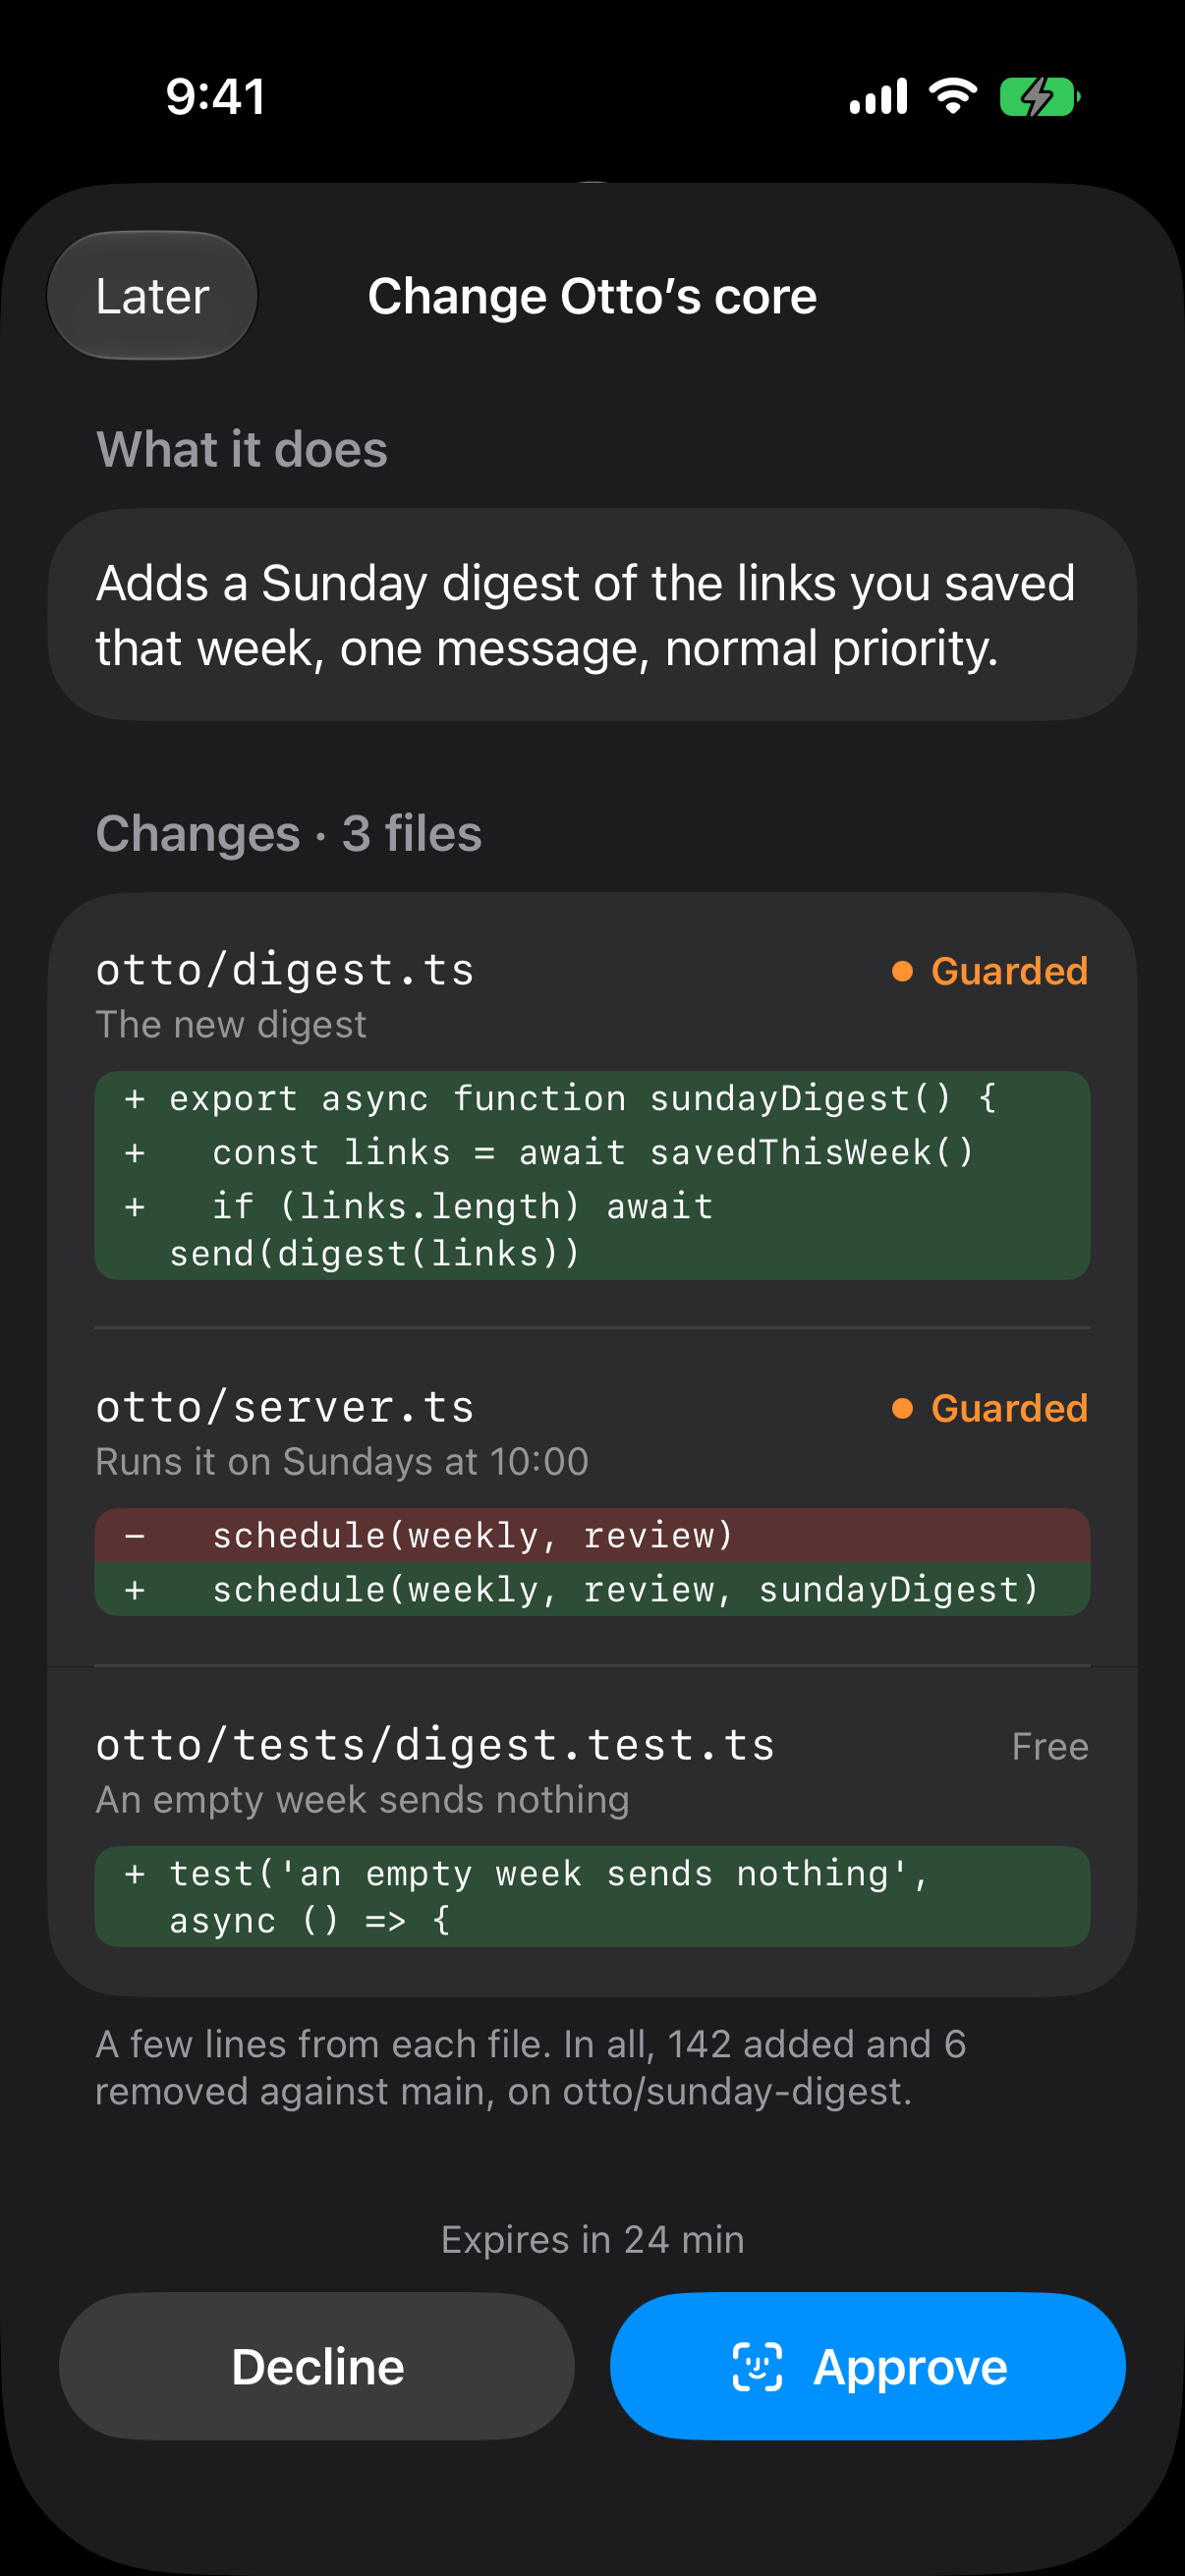 9:41
Later
Change Otto’s core
What it does
Adds a Sunday digest of the links you saved
that week, one message, normal priority.
Changes · 3 files
otto/digest.ts
Guarded
The new digest
+ export async function sundayDigest() {
+   const links = await savedThisWeek()
+   if (links.length) await
send(digest(links))
otto/server.ts
Guarded
Runs it on Sundays at 10:00
−   schedule(weekly, review)
+   schedule(weekly, review, sundayDigest)
otto/tests/digest.test.ts
Free
An empty week sends nothing
+ test('an empty week sends nothing',
async () => {
A few lines from each file. In all, 142 added and 6
removed against main, on otto/sunday-digest.
Expires in 24 min
Decline
Approve